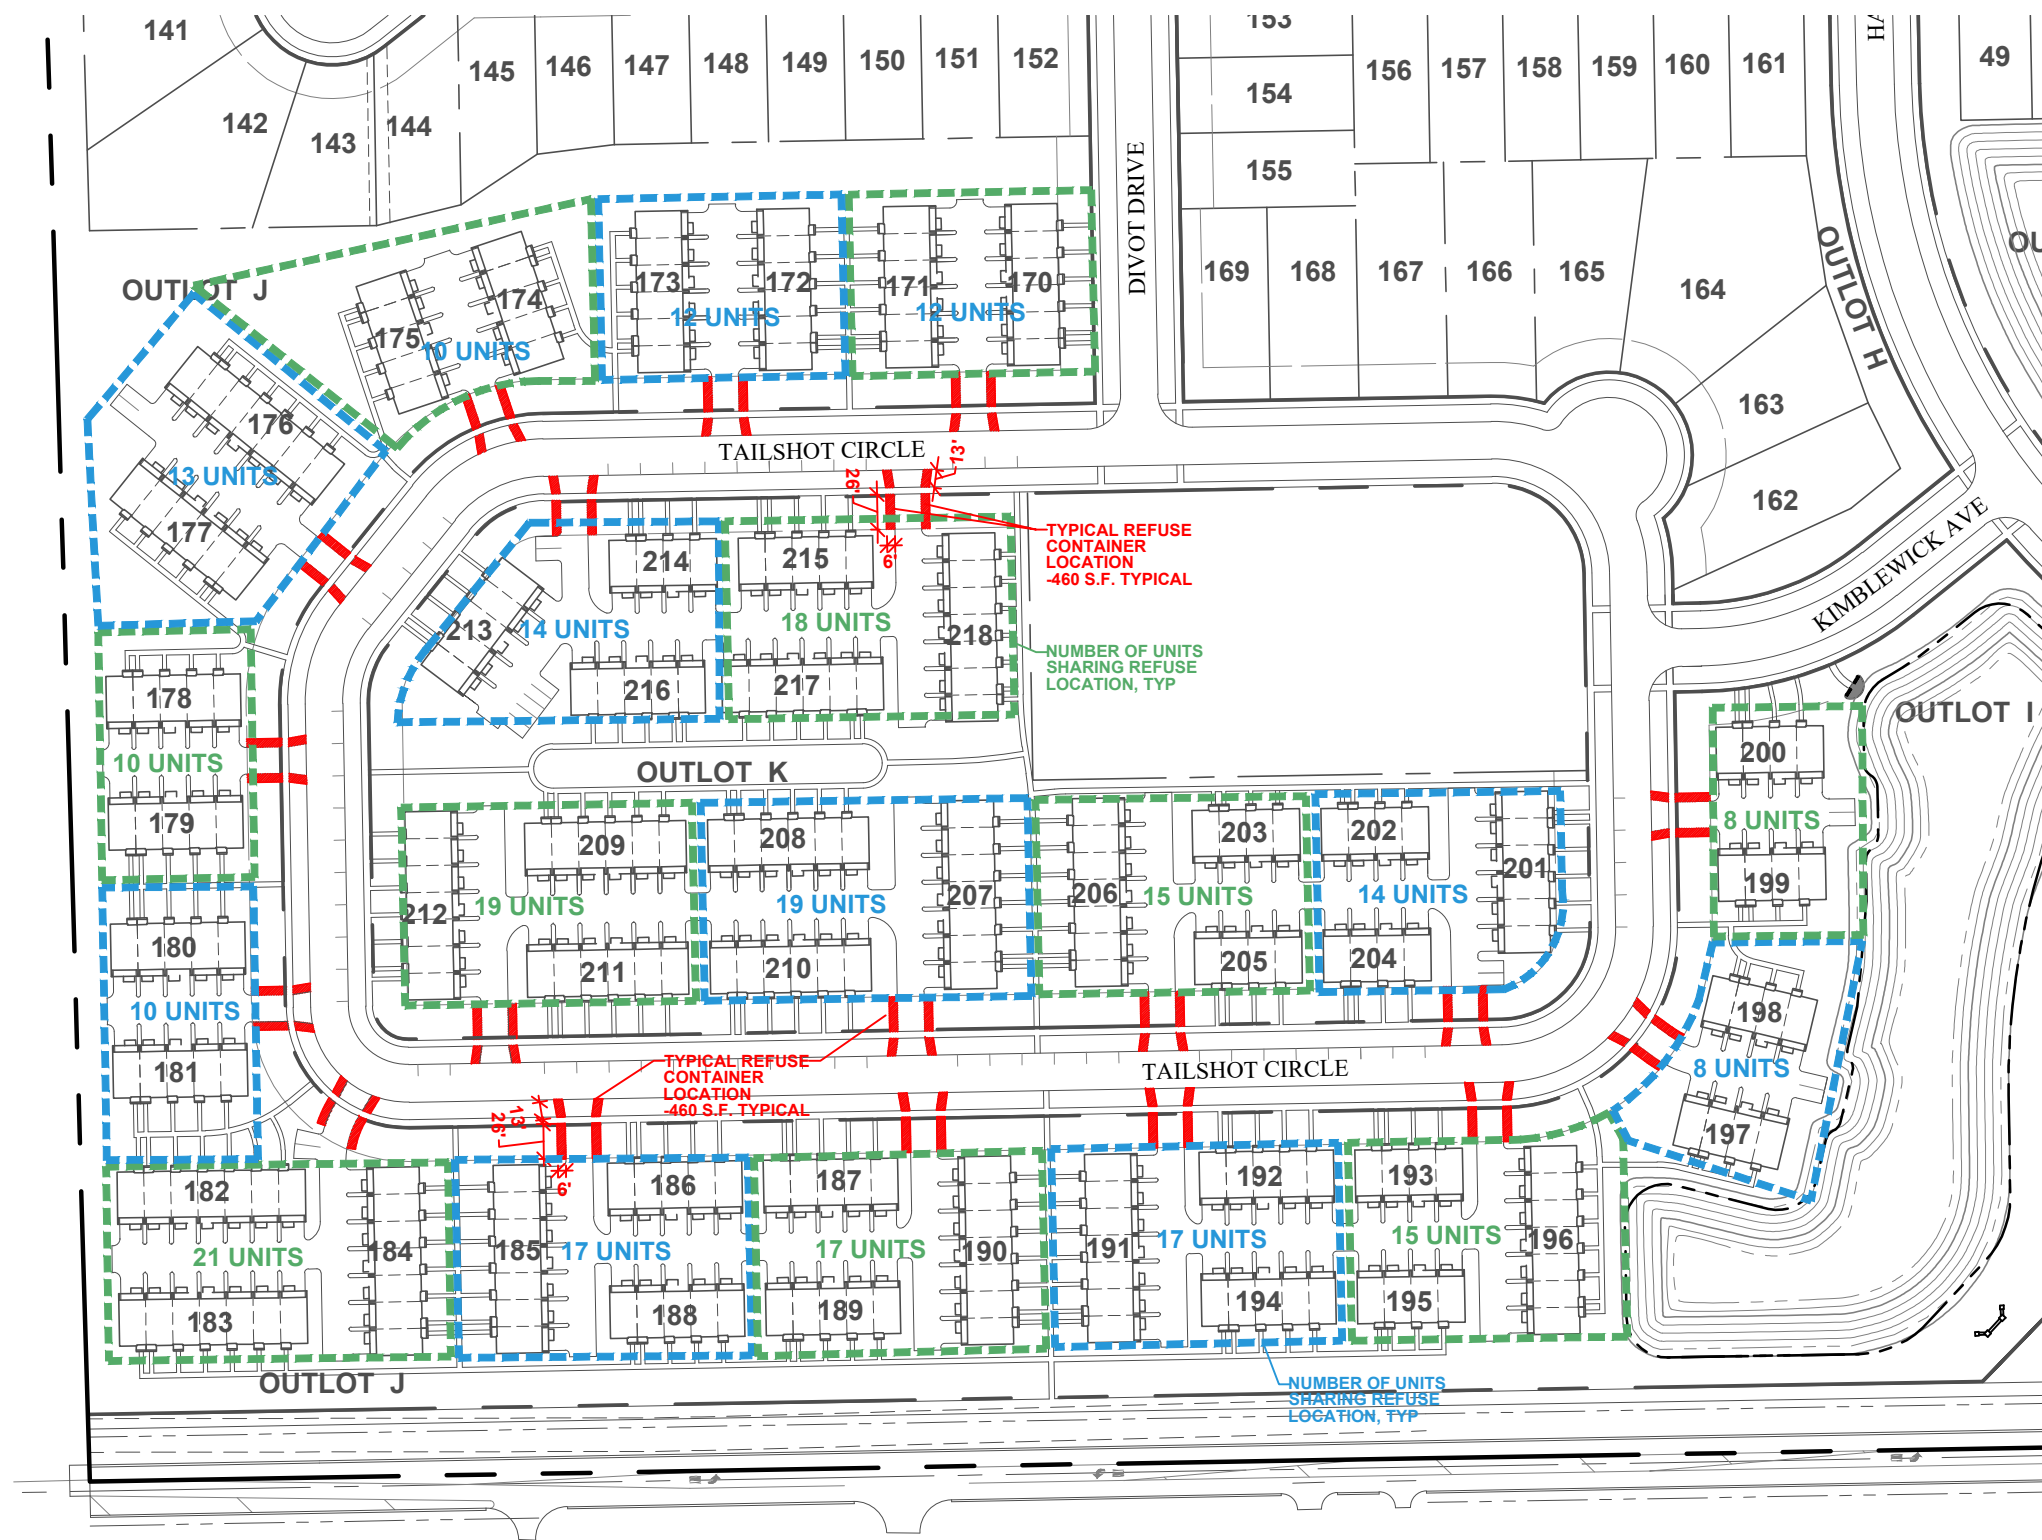 141
142
143
144
145
146
147
148
149
150
151
152
153
154
155
156
157
158
159
160
161
49
DIVOT DRIVE
169
168
167
166
165
164
163
162
OUTLOT H
OUTLOT J
175
174
10 UNITS
173
172
12 UNITS
171
170
12 UNITS
176
13 UNITS
177
TAILSHOT CIRCLE
26'
13'
6'
TYPICAL REFUSE
CONTAINER
LOCATION
-460 S.F. TYPICAL
KIMBLEWICK AVE
214
213
14 UNITS
216
215
18 UNITS
217
218
NUMBER OF UNITS
SHARING REFUSE
LOCATION, TYP
178
10 UNITS
179
OUTLOT K
OUTLOT I
200
8 UNITS
199
209
212
19 UNITS
211
208
19 UNITS
207
210
206
203
15 UNITS
205
202
201
14 UNITS
204
180
10 UNITS
181
198
8 UNITS
197
TYPICAL REFUSE
CONTAINER
LOCATION
-460 S.F. TYPICAL
TAILSHOT CIRCLE
26'
13'
6'
182
184
21 UNITS
183
185
186
17 UNITS
188
187
17 UNITS
190
189
191
192
17 UNITS
194
193
15 UNITS
196
195
OUTLOT J
NUMBER OF UNITS
SHARING REFUSE
LOCATION, TYP